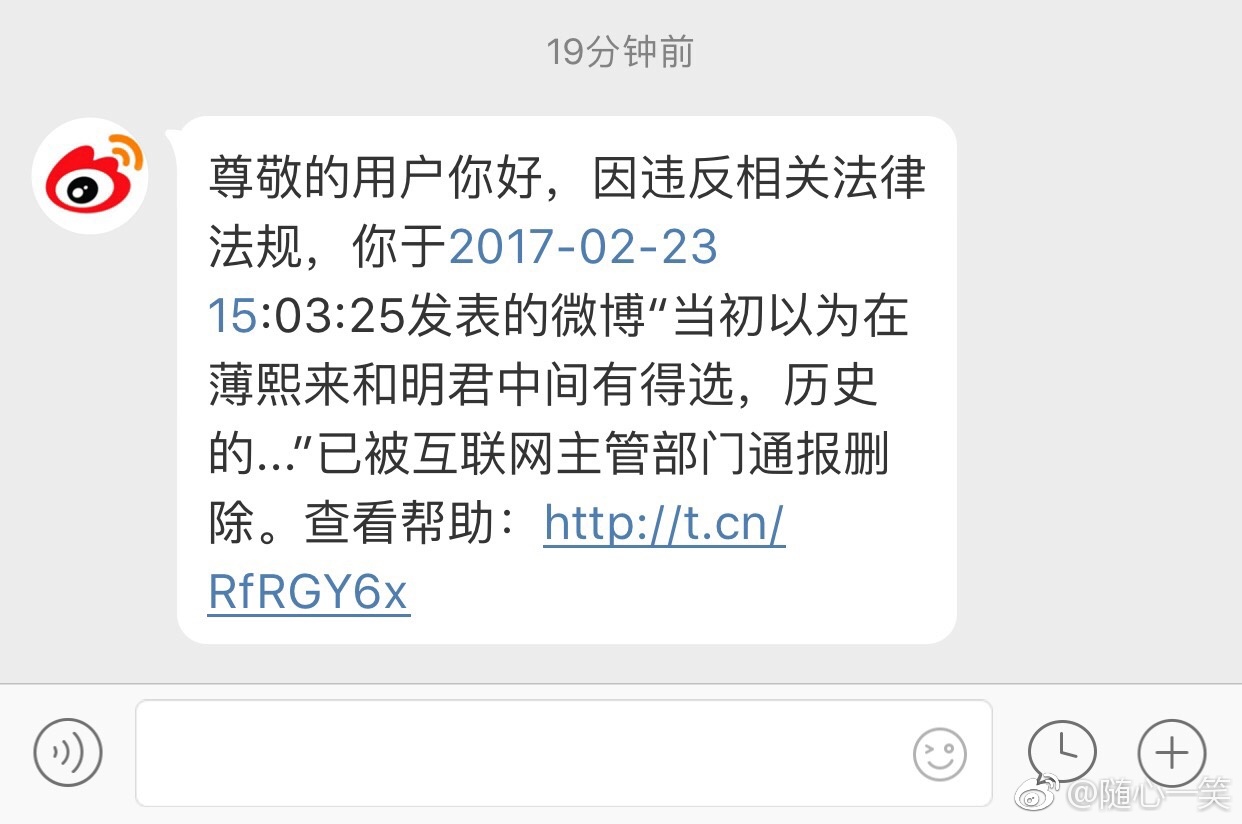 19分钟前
尊敬的用户你好，因违反相关法律
法规，你于2017-02-23
15:03:25发表的微博“当初以为在
薄熙来和明君中间有得选，历史
的...”已被互联网主管部门通报删
除。查看帮助：http://t.cn/
RfRGY6x
@随心一笑